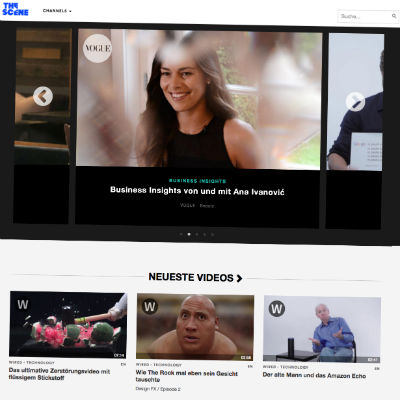 THE
SCENE
CHANNELS
Suche...
VOGUE
BUSINESS INSIGHTS
Business Insights von und mit Ana Ivanović
VOGUE
NEUESTE VIDEOS
W
W
W
WIRED • TECHNOLOGY
EN
Das ultimative Zerstörungsvideo mit
flüssigem Stickstoff
WIRED • TECHNOLOGY
EN
Wie The Rock mal eben sein Gesicht
tauschte
Design FX / Episode 2
WIRED • TECHNOLOGY
EN
Der alte Mann und das Amazon Echo